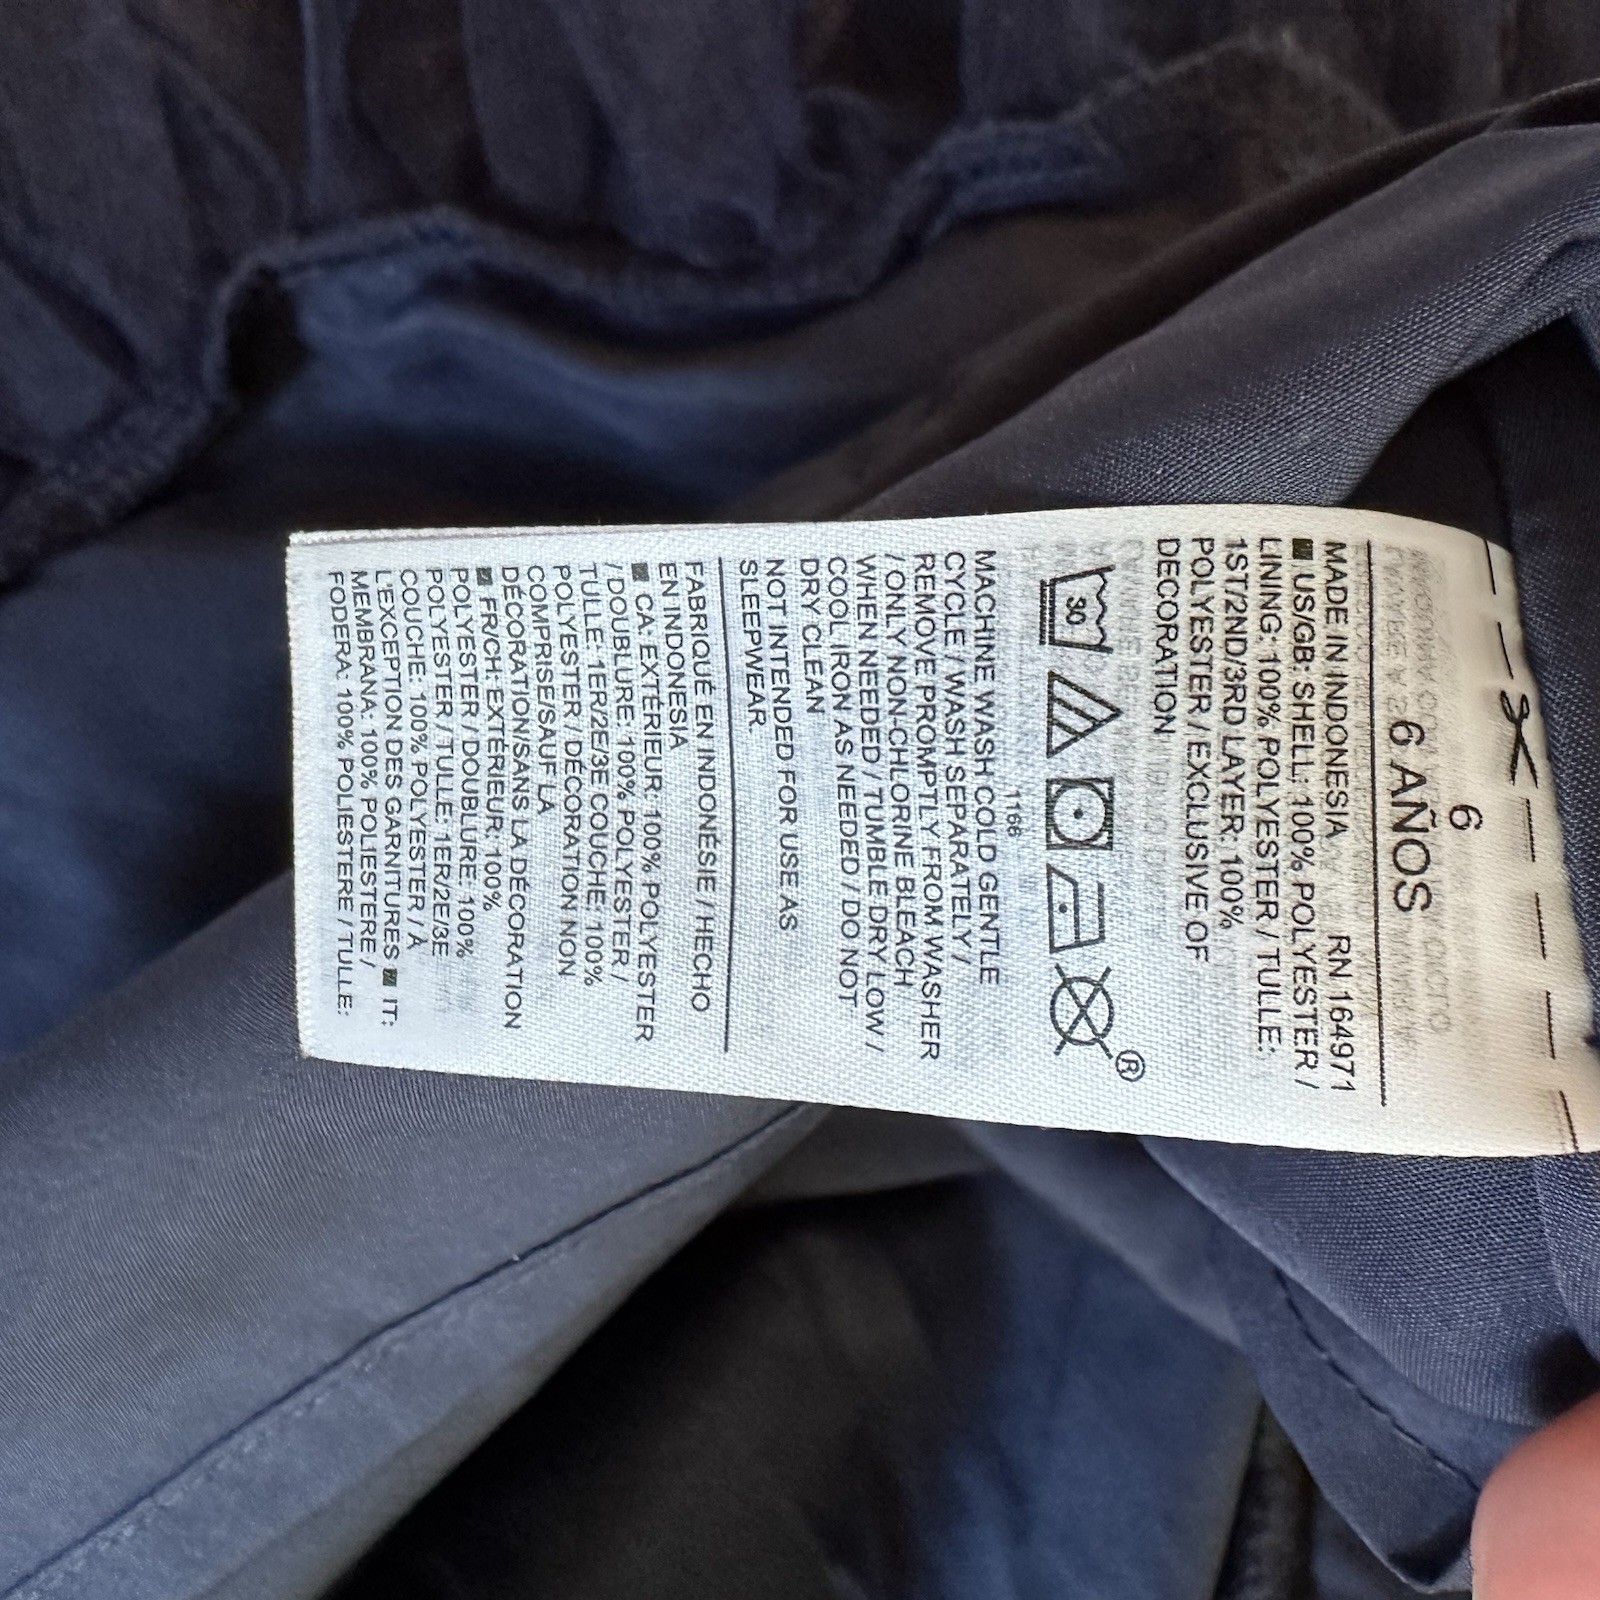 6
6 AÑOS
MADE IN INDONESIA RN 164971
US/GB: SHELL: 100% POLYESTER /
LINING: 100% POLYESTER / TULLE:
1ST/2ND/3RD LAYER: 100%
POLYESTER / EXCLUSIVE OF
DECORATION
30
®
1166
MACHINE WASH COLD GENTLE
CYCLE / WASH SEPARATELY /
REMOVE PROMPTLY FROM WASHER
/ ONLY NON-CHLORINE BLEACH
WHEN NEEDED / TUMBLE DRY LOW /
COOL IRON AS NEEDED / DO NOT
DRY CLEAN
NOT INTENDED FOR USE AS
SLEEPWEAR.
FABRIQUÉ EN INDONÉSIE / HECHO
EN INDONESIA
CA: EXTÉRIEUR: 100% POLYESTER
/ DOUBLURE: 100% POLYESTER /
TULLE: 1ER/2E/3E COUCHE: 100%
POLYESTER / DÉCORATION NON
COMPRISE/SAUF LA
DÉCORATION/SANS LA DÉCORATION
FR/CH: EXTÉRIEUR: 100%
POLYESTER / DOUBLURE: 100%
POLYESTER / TULLE: 1ER/2E/3E
COUCHE: 100% POLYESTER / À
L'EXCEPTION DES GARNITURES IT:
MEMBRANA: 100% POLIESTERE /
FODERA: 100% POLIESTERE / TULLE: